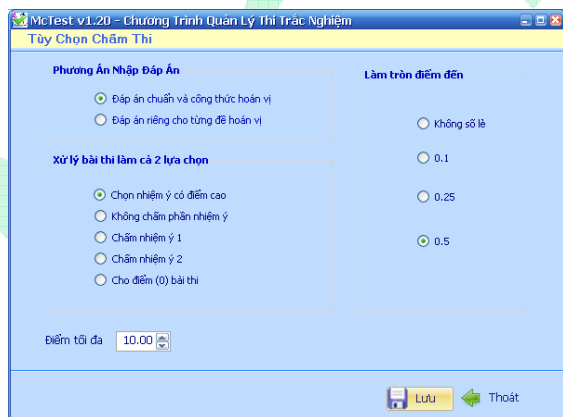 McTest v1.20 - Chương Trình Quản Lý Thi Trắc Nghiệm
Tùy Chọn Chấm Thi
Phương Án Nhập Đáp Án
Đáp án chuẩn và công thức hoán vị
Đáp án riêng cho từng đề hoán vị
Xử lý bài thi làm cả 2 lựa chọn
Chọn nhiệm ý có điểm cao
Không chấm phần nhiệm ý
Chấm nhiệm ý 1
Chấm nhiệm ý 2
Cho điểm (0) bài thi
Làm tròn điểm đến
Không số lẻ
0.1
0.25
0.5
Điểm tối đa 10.00
Lưu Thoát